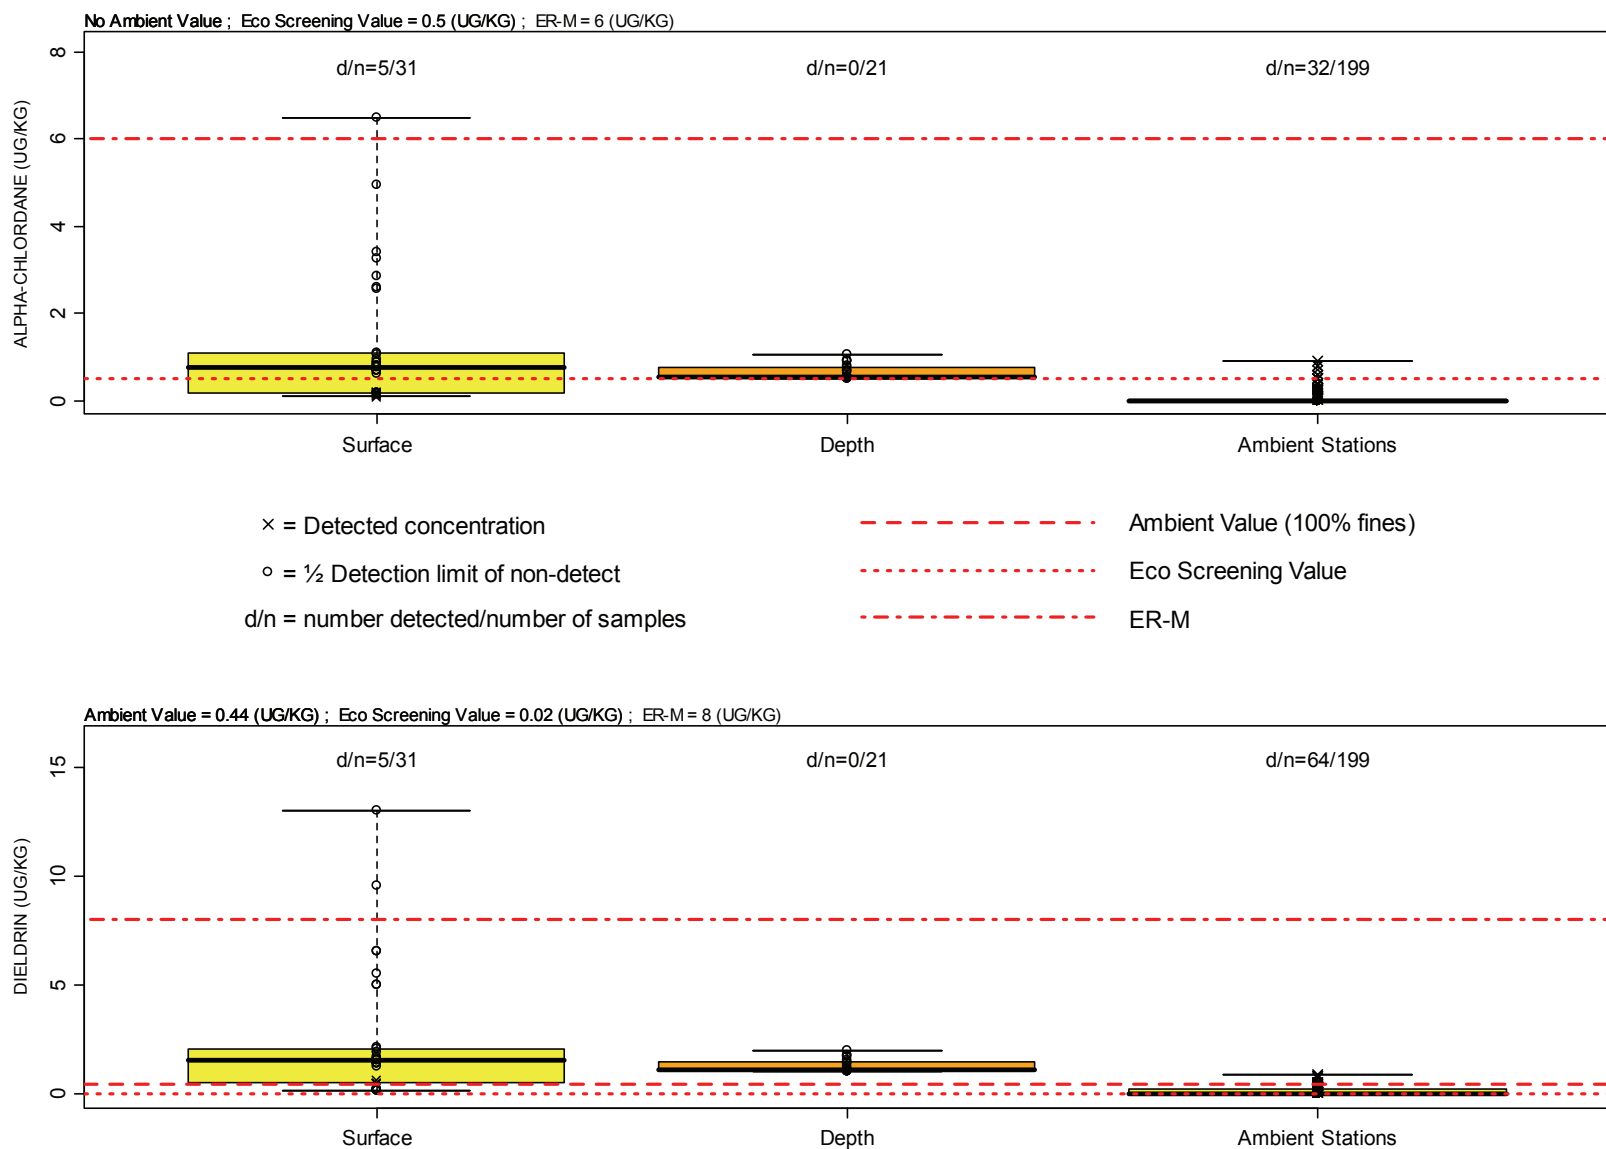 No Ambient Value ; Eco Screening Value = 0.5 (UG/KG) ; ER-M = 6 (UG/KG)
ALPHA-CHLORDANE (UG/KG)
8
6
4
2
0
d/n=5/31
d/n=0/21
d/n=32/199
Surface
Depth
Ambient Stations
× = Detected concentration
o = ½ Detection limit of non-detect
d/n = number detected/number of samples
Ambient Value (100% fines)
Eco Screening Value
ER-M
Ambient Value = 0.44 (UG/KG) ; Eco Screening Value = 0.02 (UG/KG) ; ER-M = 8 (UG/KG)
DIELDRIN (UG/KG)
15
10
5
0
d/n=5/31
d/n=0/21
d/n=64/199
Surface
Depth
Ambient Stations